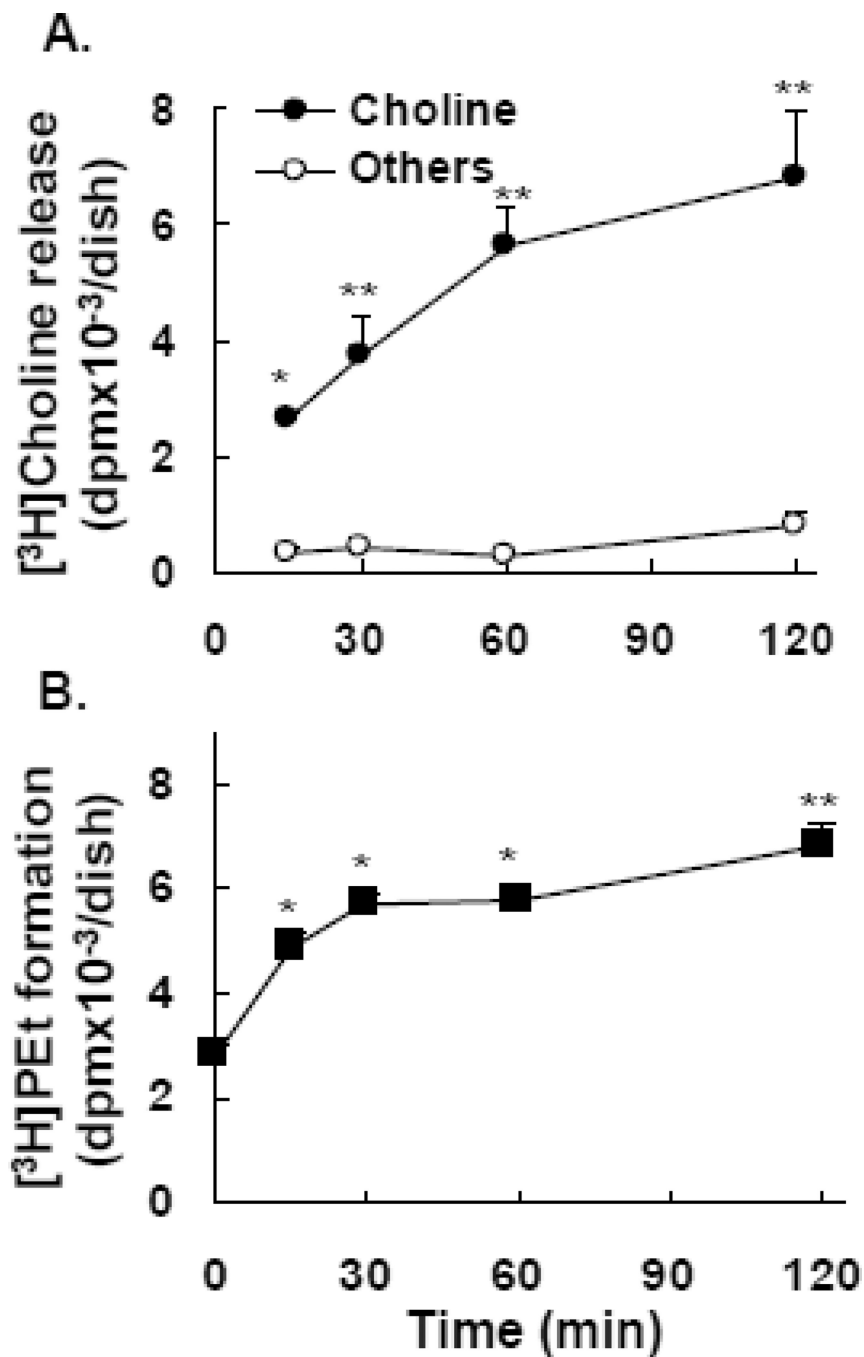 A.
[³H]Choline release
(dpmx10⁻³/dish)
8
6
4
2
0
Choline
Others
*
**
**
**
0 30 60 90 120
B.
[³H]PEt formation
(dpmx10⁻³/dish)
8
6
4
2
0
*
*
*
**
0 30 60 90 120
Time (min)